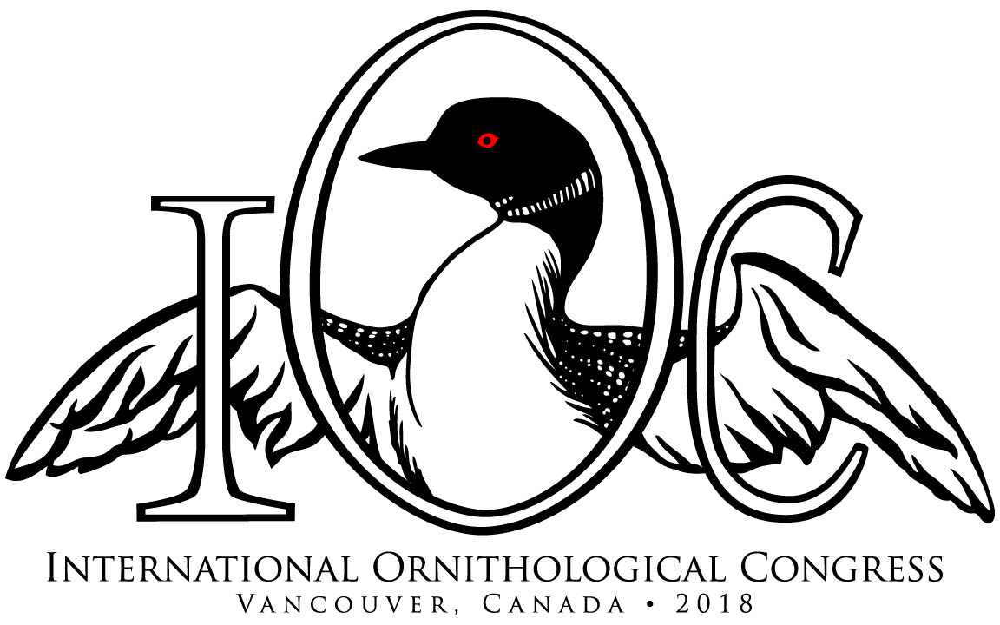 IOC
INTERNATIONAL ORNITHOLOGICAL CONGRESS
VANCOUVER, CANADA • 2018